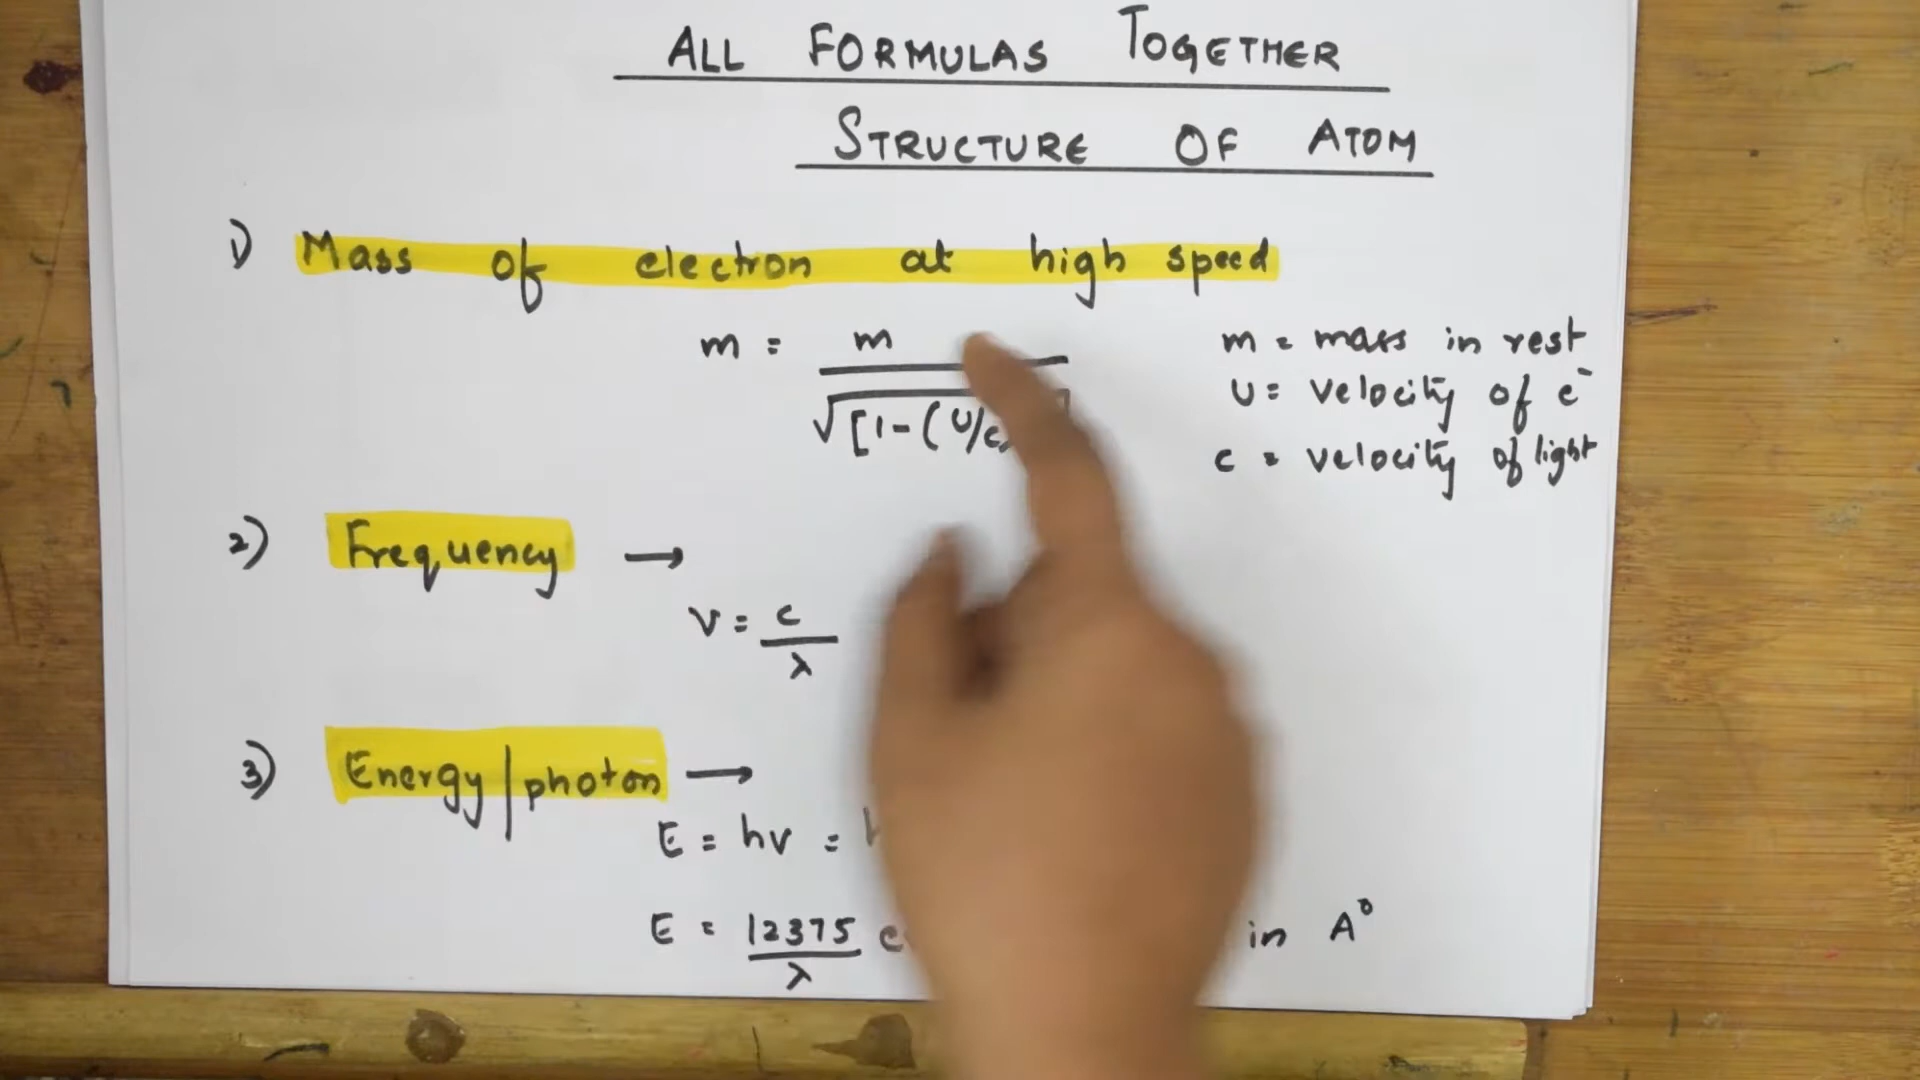 ALL FORMULAS TOGETHER
STRUCTURE OF ATOM
1) Mass of electron at high speed
m = m
√[1-(u/c)
m = mass in rest
u = velocity of e⁻
c = velocity of light
2) Frequency →
ν = c
λ
3) Energy/photon →
E = hν =
E = 12375 in A°
λ